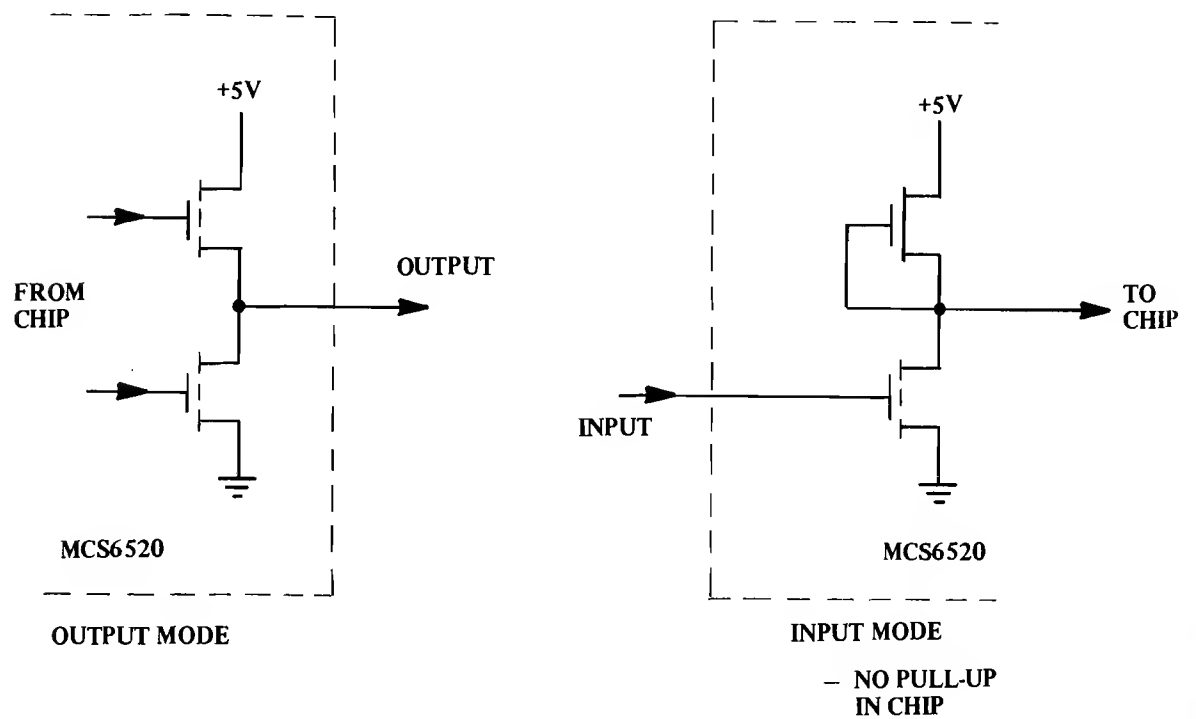 +5V
FROM
CHIP
OUTPUT
MCS6520
OUTPUT MODE
+5V
TO
CHIP
INPUT
MCS6520
INPUT MODE
– NO PULL-UP
IN CHIP